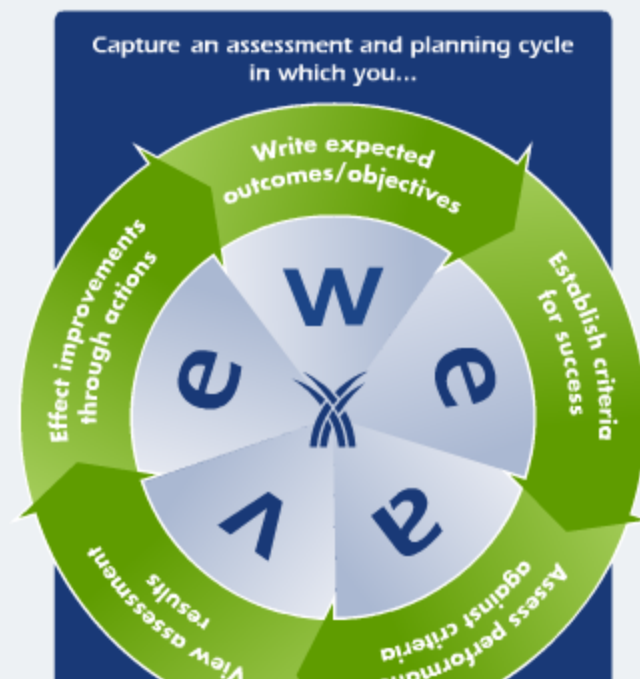 Capture an assessment and planning cycle
in which you...
Write expected
outcomes/objectives
Establish criteria
for success
Assess
against criteria
View assessment
results
Effect improvements
through actions
w
e
a
v
e